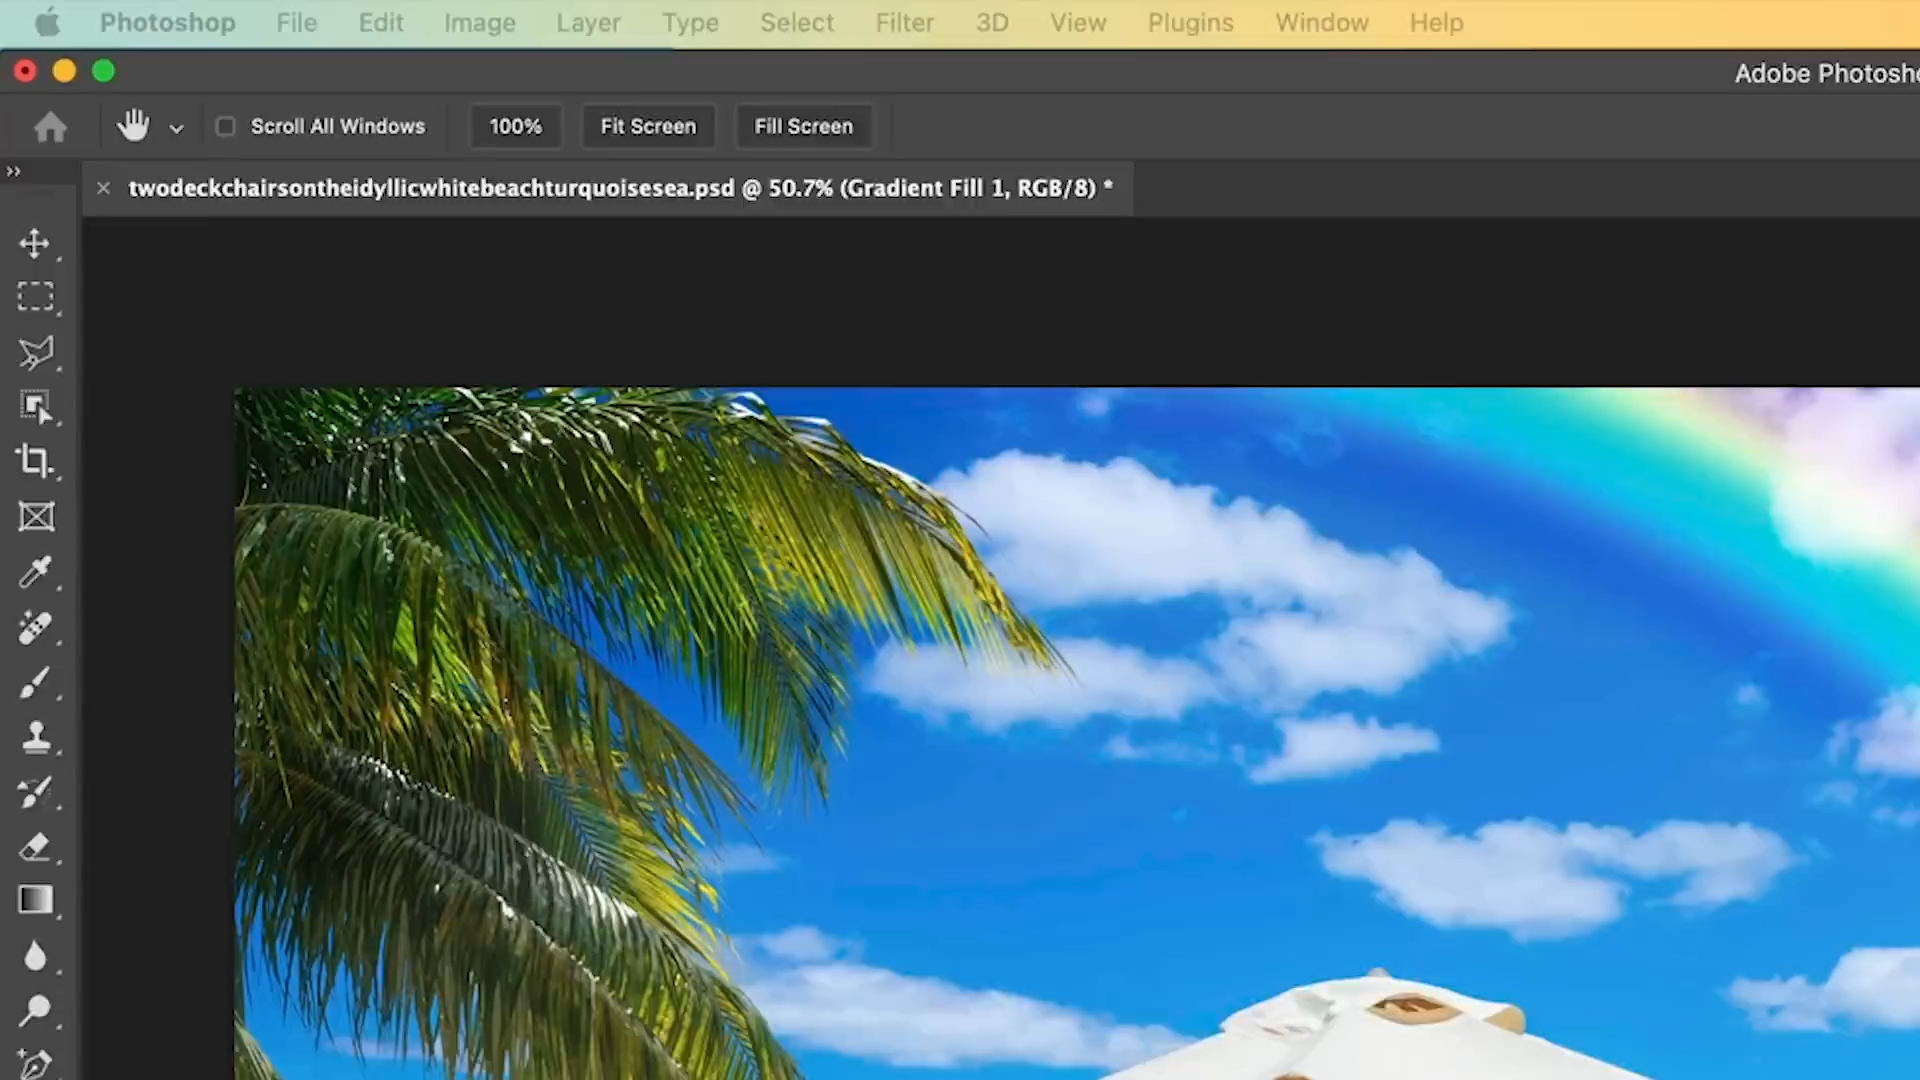 Photoshop File Edit Image Layer Type Select Filter 3D View Plugins Window Help
Adobe Photosho
Scroll All Windows 100% Fit Screen Fill Screen
twodeckchairsontheidyllicwhitebeachturquoisesea.psd @ 50.7% (Gradient Fill 1, RGB/8) *